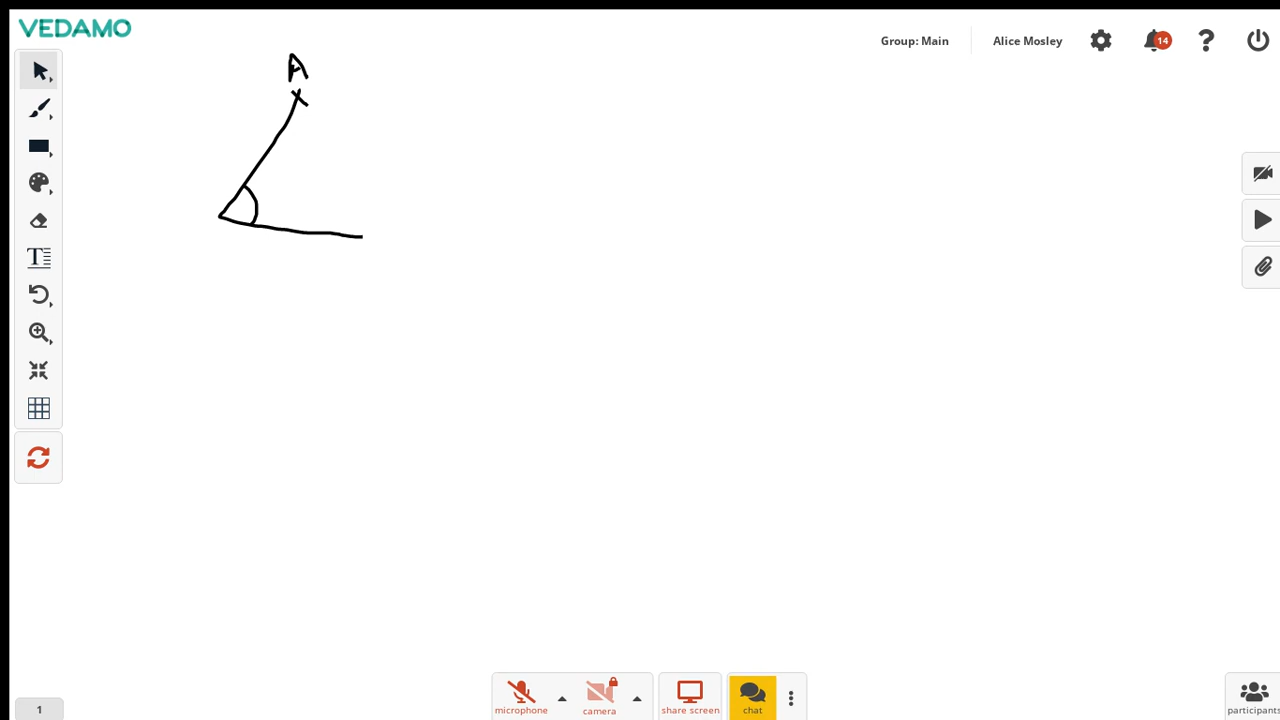 VEDAMO
Group: Main
Alice Mosley
14
A
T
1
microphone
camera
share screen
chat
participants